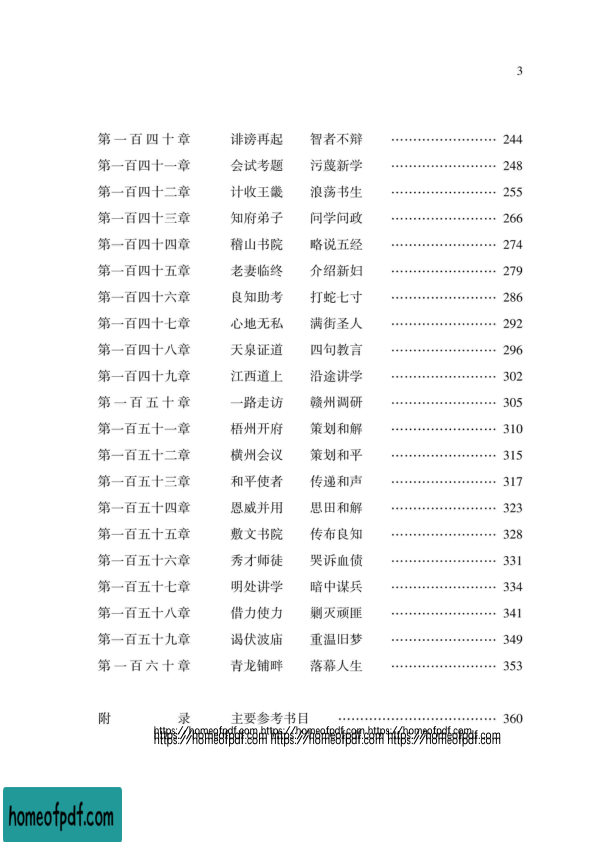 3
第一百四十章 诽谤再起 智者不辩 …………………… 244
第一百四十一章 会试考题 污蔑新学 …………………… 248
第一百四十二章 计收王畿 浪荡书生 …………………… 255
第一百四十三章 知府弟子 问学问政 …………………… 266
第一百四十四章 稽山书院 略说五经 …………………… 274
第一百四十五章 老妻临终 介绍新妇 …………………… 279
第一百四十六章 良知助考 打蛇七寸 …………………… 286
第一百四十七章 心地无私 满街圣人 …………………… 292
第一百四十八章 天泉证道 四句教言 …………………… 296
第一百四十九章 江西道上 沿途讲学 …………………… 302
第一百五十章 一路走访 赣州调研 …………………… 305
第一百五十一章 梧州开府 策划和解 …………………… 310
第一百五十二章 横州会议 策划和平 …………………… 315
第一百五十三章 和平使者 传递和声 …………………… 317
第一百五十四章 恩威并用 思田和解 …………………… 323
第一百五十五章 敷文书院 传布良知 …………………… 328
第一百五十六章 秀才师徒 哭诉血债 …………………… 331
第一百五十七章 明处讲学 暗中谋兵 …………………… 334
第一百五十八章 借力使力 剿灭顽匪 …………………… 341
第一百五十九章 谒伏波庙 重温旧梦 …………………… 349
第一百六十章 青龙铺畔 落幕人生 …………………… 353
附 录 主要参考书目 ……………………………… 360
https://homeofpdf.com https://homeofpdf.com https://homeofpdf.com
https://homeofpdf.com https://homeofpdf.com https://homeofpdf.com
homeofpdf.com